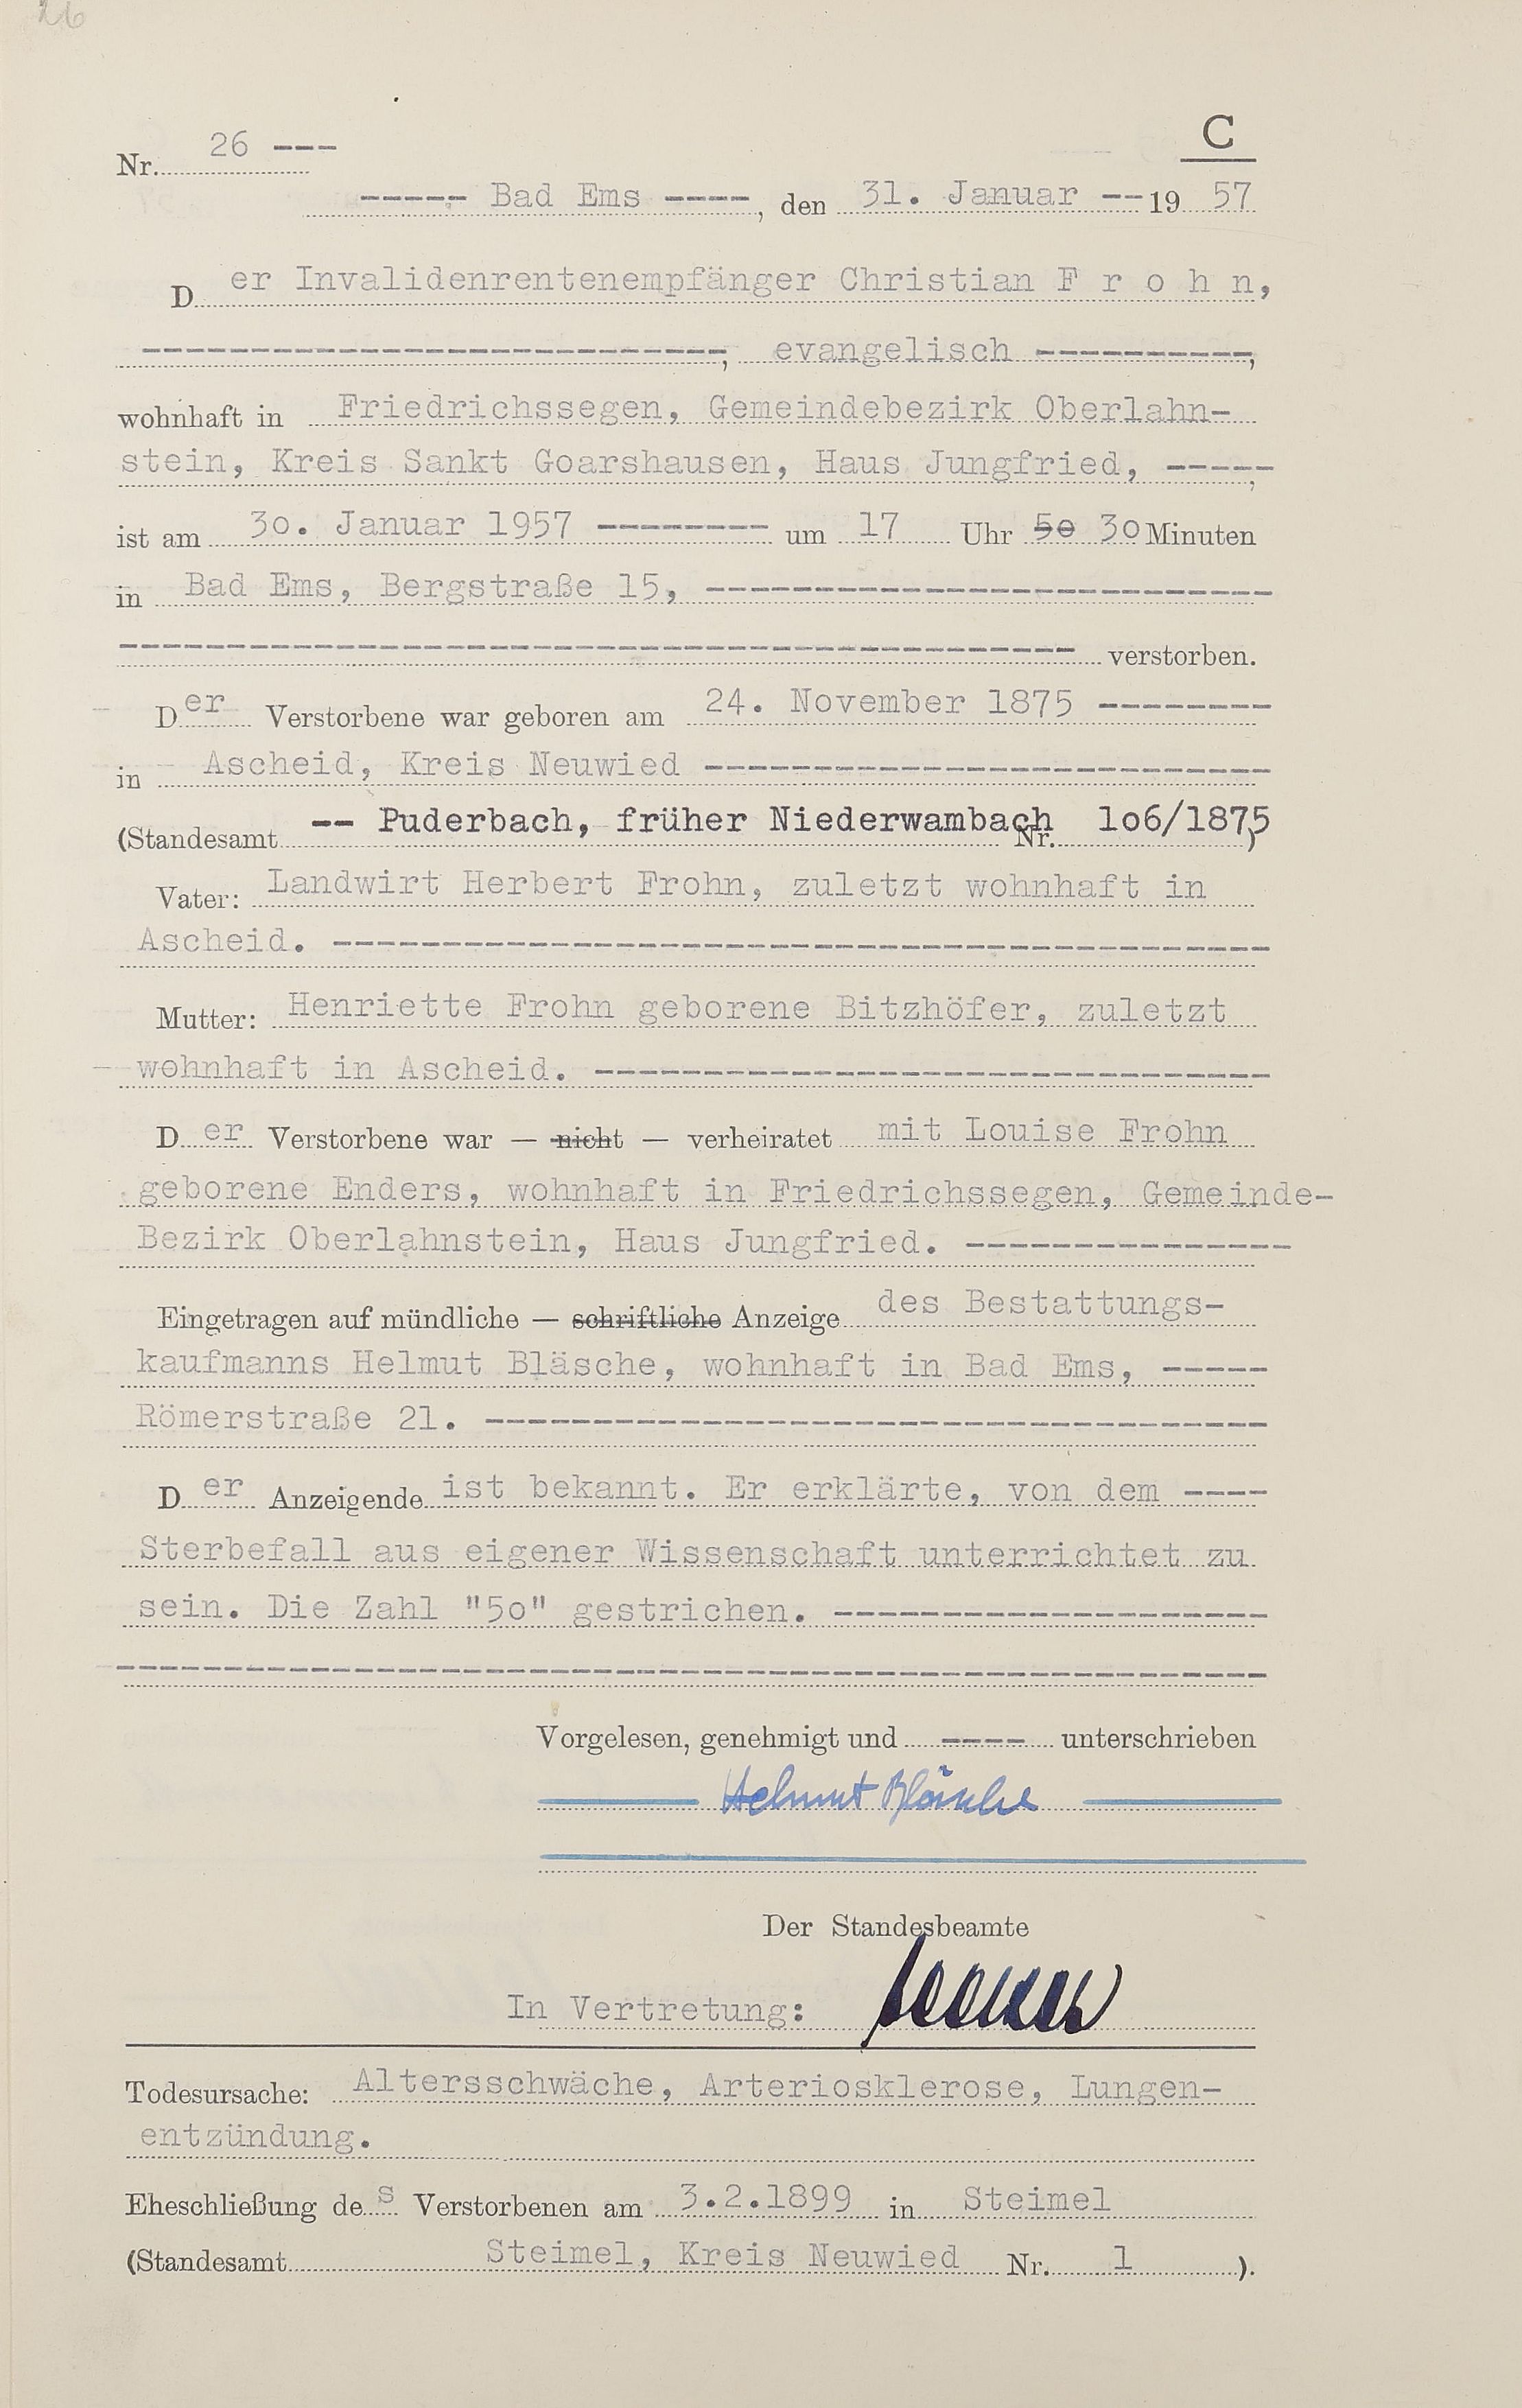 26
C
Nr. 26 ---
----- Bad Ems ----, den 31. Januar -- 19 57
Der Invalidenrentenempfänger Christian F r o h n,
---------------------------, evangelisch ----------,
wohnhaft in Friedrichssegen, Gemeindebezirk Oberlahn-
stein, Kreis Sankt Goarshausen, Haus Jungfried, -----,
ist am 3o. Januar 1957 -------- um 17 Uhr 5o 3o Minuten
in Bad Ems, Bergstraße 15, --------------------------
-------------------------------------------- verstorben.
Der Verstorbene war geboren am 24. November 1875 --------
in - Ascheid, Kreis Neuwied --------------------------
(Standesamt -- Puderbach, früher Niederwambach Nr. 1o6/1875)
Vater: Landwirt Herbert Frohn, zuletzt wohnhaft in
Ascheid. -------------------------------------------
Mutter: Henriette Frohn geborene Bitzhöfer, zuletzt
wohnhaft in Ascheid. -------------------------------
Der Verstorbene war — nicht — verheiratet mit Louise Frohn
geborene Enders, wohnhaft in Friedrichssegen, Gemeinde-
Bezirk Oberlahnstein, Haus Jungfried. ---------------
Eingetragen auf mündliche — schriftliche Anzeige des Bestattungs-
kaufmanns Helmut Bläsche, wohnhaft in Bad Ems, -----
Römerstraße 21. ------------------------------------
Der Anzeigende ist bekannt. Er erklärte, von dem ----
Sterbefall aus eigener Wissenschaft unterrichtet zu
sein. Die Zahl "5o" gestrichen. --------------------
-----------------------------------------------------
Vorgelesen, genehmigt und ---- unterschrieben
Helmut Bläsche
Der Standesbeamte
In Vertretung:
Todesursache: Altersschwäche, Arteriosklerose, Lungen-
entzündung.
Eheschließung des Verstorbenen am 3.2.1899 in Steimel
(Standesamt Steimel, Kreis Neuwied Nr. 1 ).